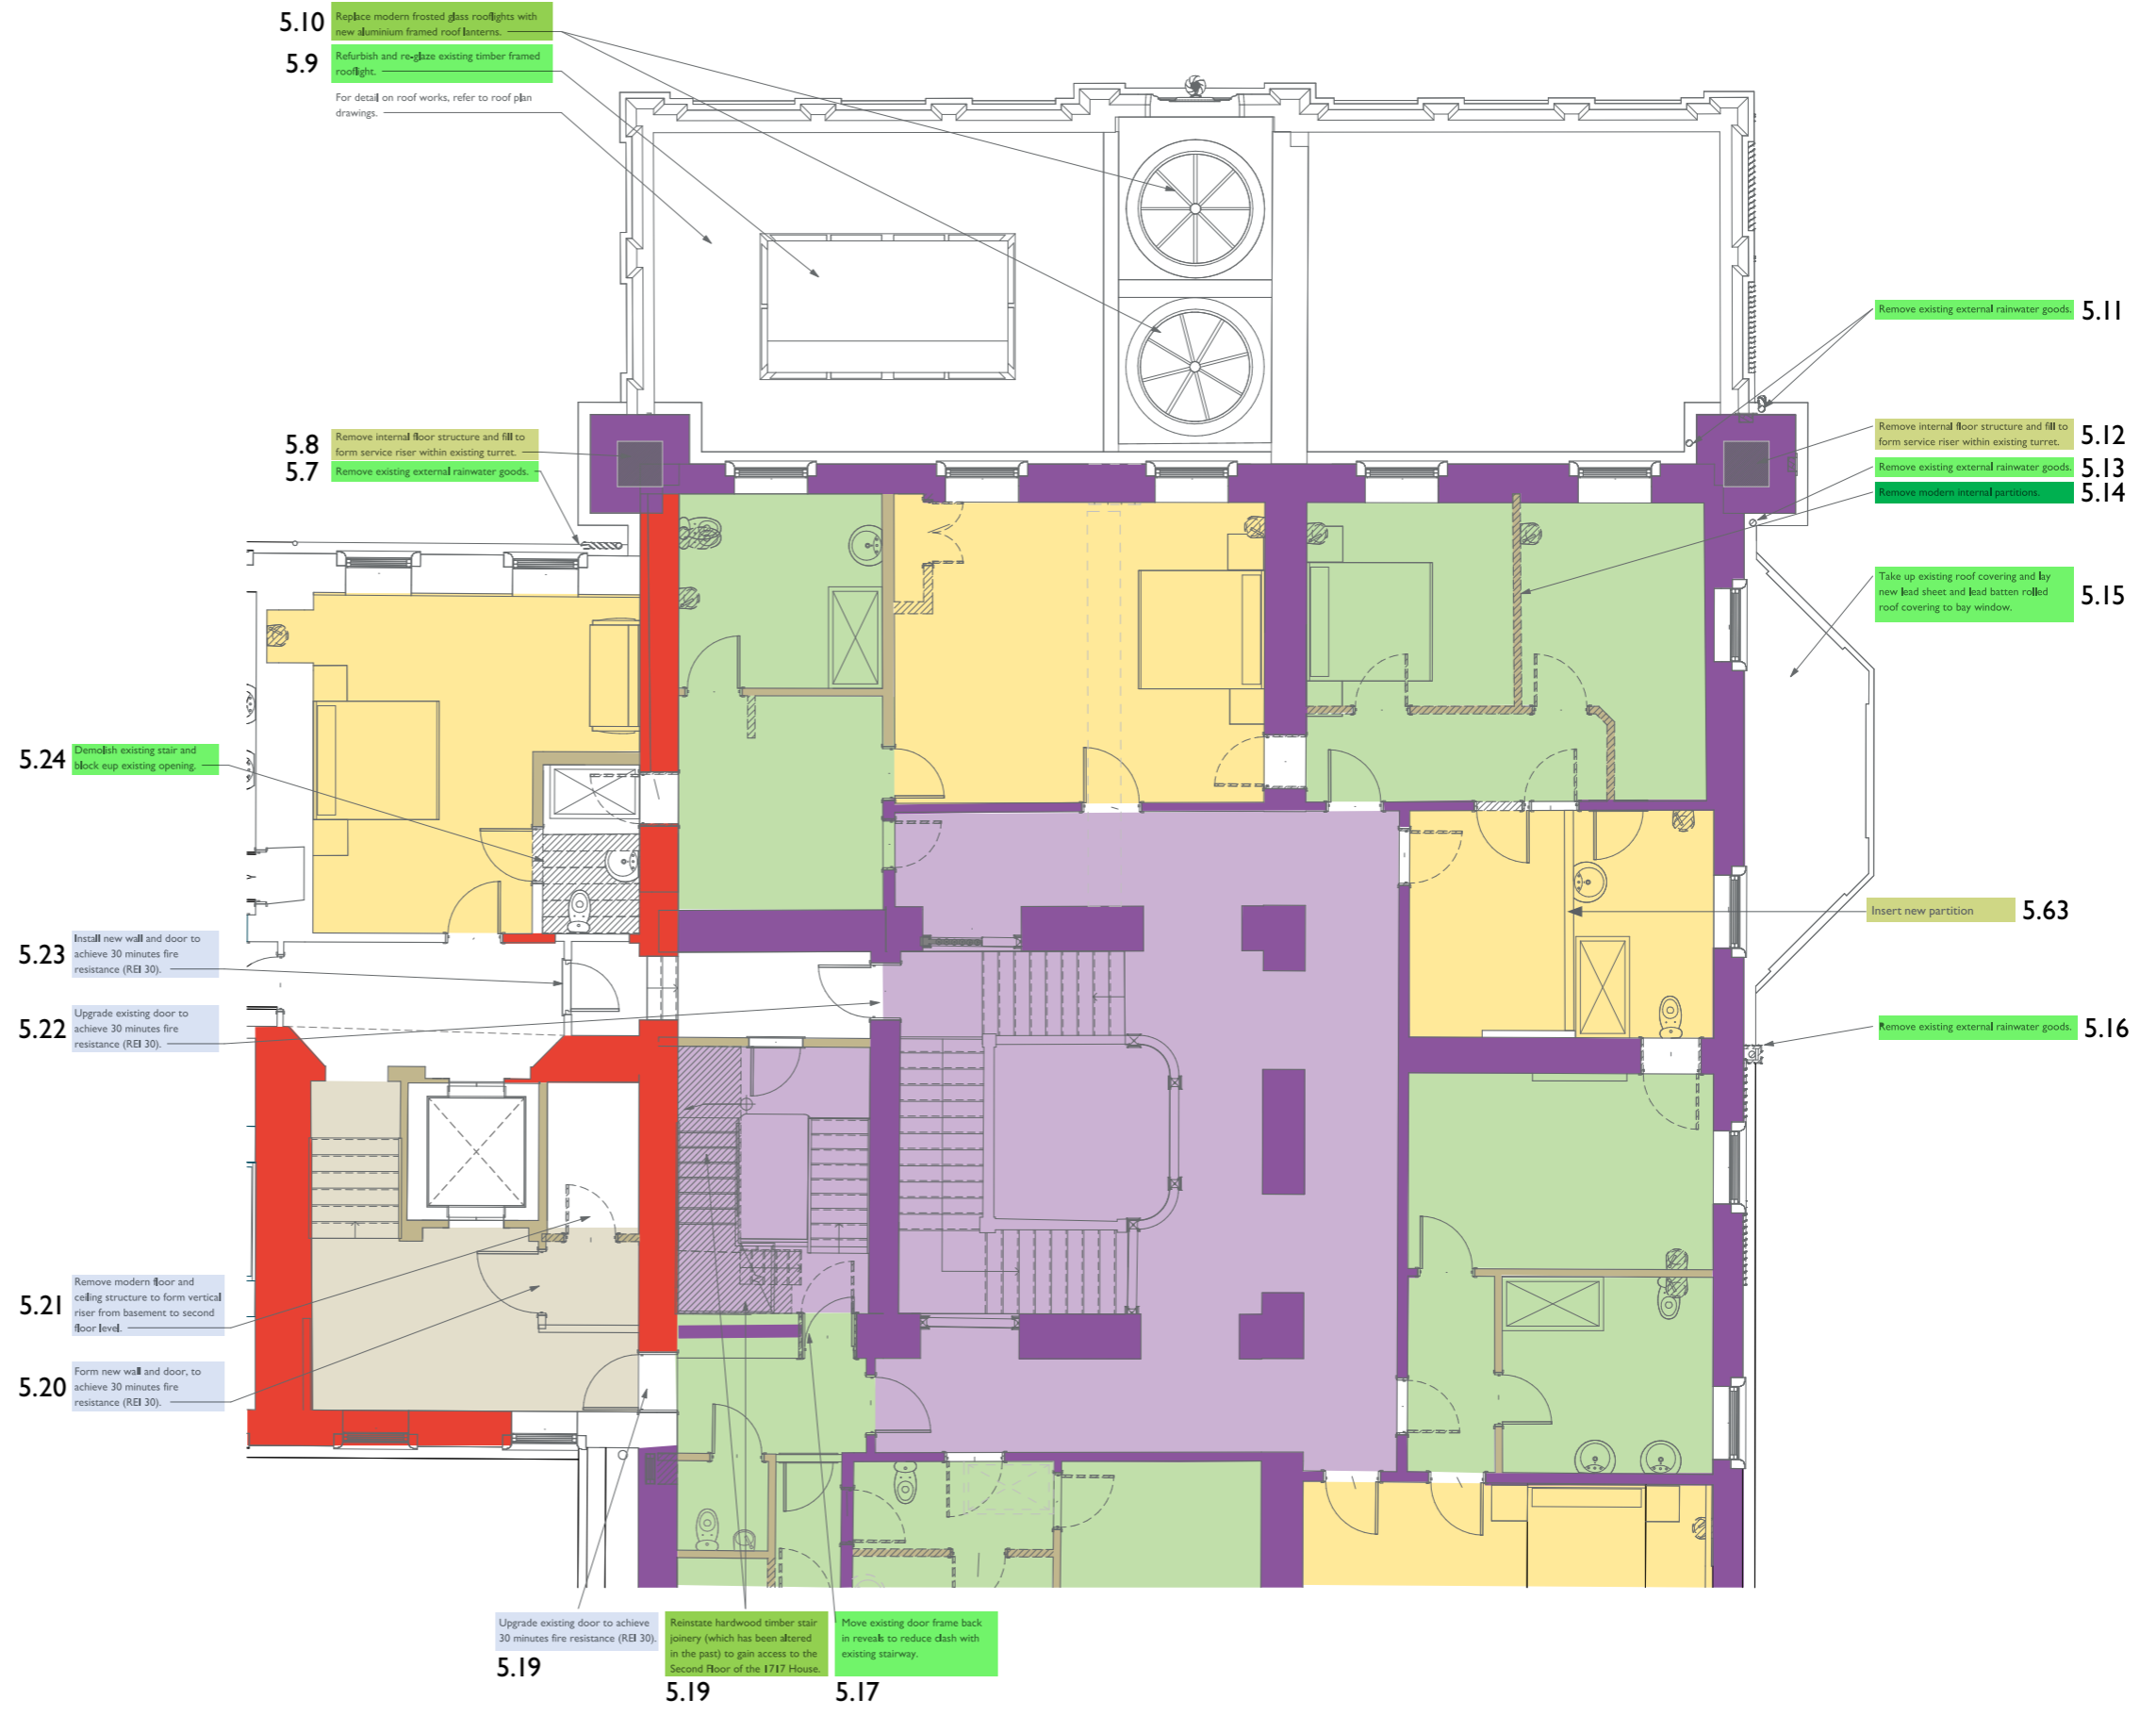 5.10
Replace modern frosted glass rooflights with
new aluminium framed roof lanterns.
5.9
Refurbish and re-glaze existing timber framed
rooflight.
For detail on roof works, refer to roof plan
drawings.
5.11
Remove existing external rainwater goods.
5.8
Remove internal floor structure and fill to
form service riser within existing turret.
5.7
Remove existing external rainwater goods.
Remove internal floor structure and fill to
form service riser within existing turret.
5.12
Remove existing external rainwater goods.
5.13
Remove modern internal partitions.
5.14
Take up existing roof covering and lay
new lead sheet and lead batten rolled
roof covering to bay window.
5.15
5.24
Demolish existing stair and
block eup existing opening.
Insert new partition
5.63
5.23
Install new wall and door to
achieve 30 minutes fire
resistance (REI 30).
5.22
Upgrade existing door to
achieve 30 minutes fire
resistance (REI 30).
Remove existing external rainwater goods.
5.16
5.21
Remove modern floor and
ceiling structure to form vertical
riser from basement to second
floor level.
5.20
Form new wall and door, to
achieve 30 minutes fire
resistance (REI 30).
Upgrade existing door to achieve
30 minutes fire resistance (REI 30).
5.19
Reinstate hardwood timber stair
joinery (which has been altered
in the past) to gain access to the
Second Floor of the 1717 House.
5.19
Move existing door frame back
in reveals to reduce clash with
existing stairway.
5.17